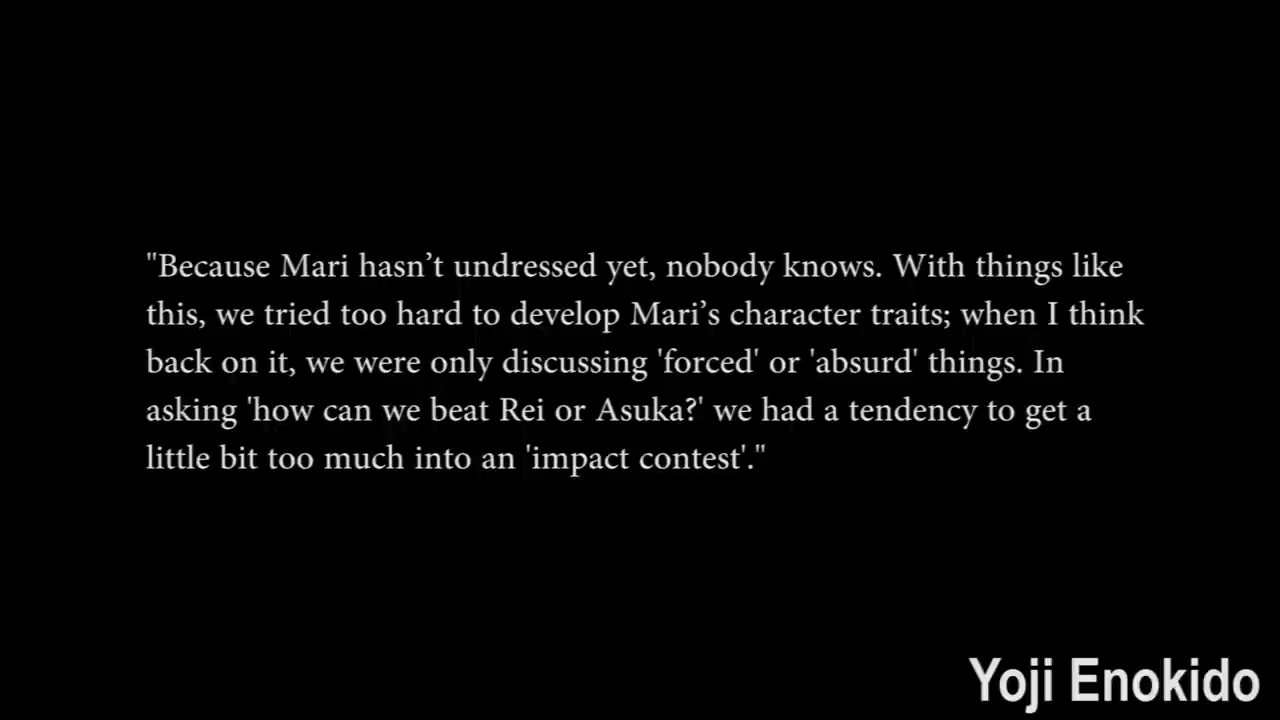 "Because Mari hasn’t undressed yet, nobody knows. With things like
this, we tried too hard to develop Mari’s character traits; when I think
back on it, we were only discussing 'forced' or 'absurd' things. In
asking 'how can we beat Rei or Asuka?' we had a tendency to get a
little bit too much into an 'impact contest'."
Yoji Enokido